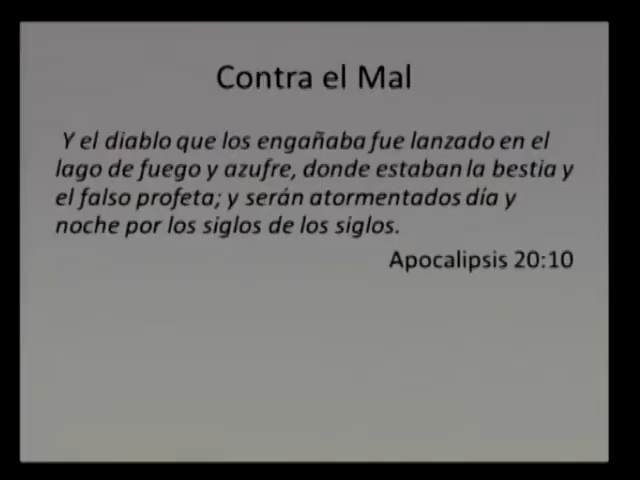 Contra el Mal
Y el diablo que los engañaba fue lanzado en el
lago de fuego y azufre, donde estaban la bestia y
el falso profeta; y serán atormentados día y
noche por los siglos de los siglos.
Apocalipsis 20:10